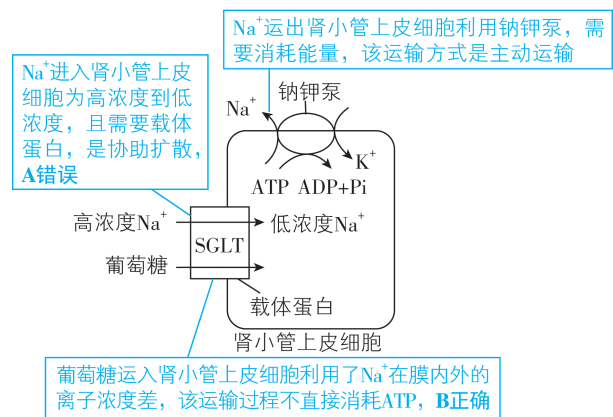 Na⁺运出肾小管上皮细胞利用钠钾泵，需
要消耗能量，该运输方式是主动运输
Na⁺进入肾小管上皮
细胞为高浓度到低
浓度，且需要载体
蛋白，是协助扩散，
A错误
钠钾泵
Na⁺
K⁺
ATP ADP+Pi
高浓度Na⁺
低浓度Na⁺
SGLT
葡萄糖
载体蛋白
肾小管上皮细胞
葡萄糖运入肾小管上皮细胞利用了Na⁺在膜内外的
离子浓度差，该运输过程不直接消耗ATP，B正确